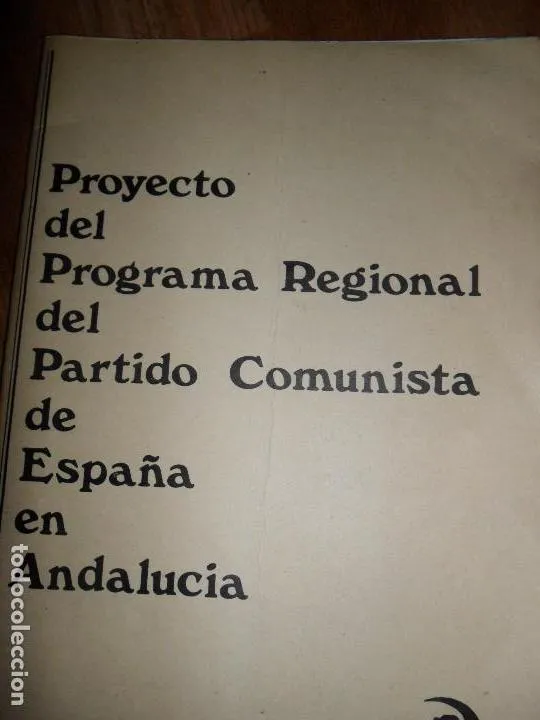 Proyecto
del
Programa Regional
del
Partido Comunista
de
España
en
Andalucia
todocoleccion